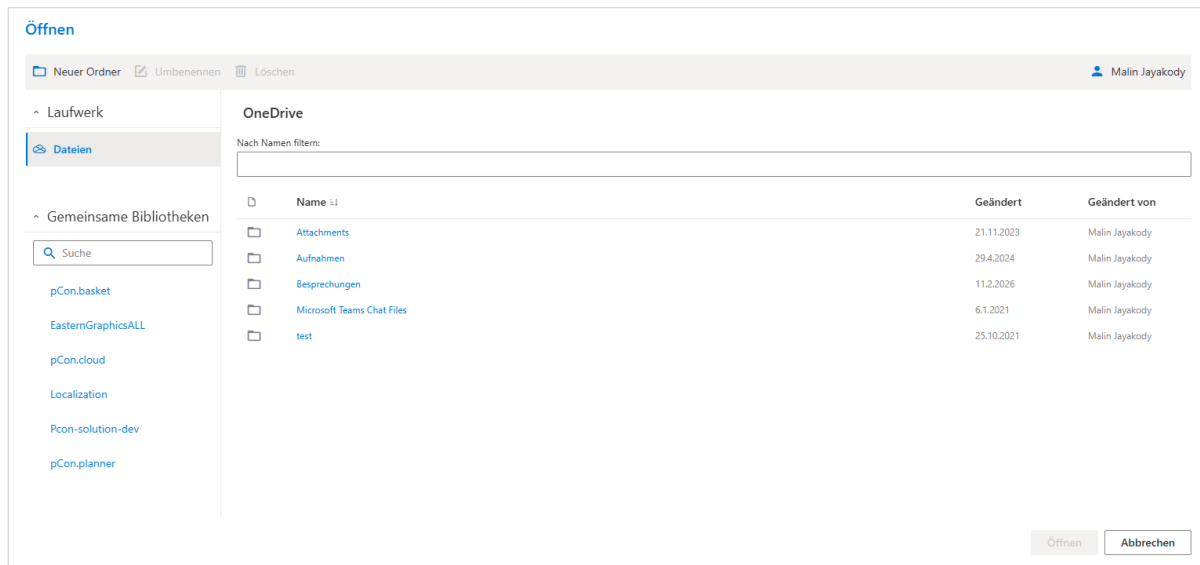 Öffnen
Neuer Ordner Umbenennen Löschen Malin Jayakody
Laufwerk
Dateien
Gemeinsame Bibliotheken
Suche
pCon.basket
EasternGraphicsALL
pCon.cloud
Localization
Pcon-solution-dev
pCon.planner
OneDrive
Nach Namen filtern:
Name Geändert Geändert von
Attachments 21.11.2023 Malin Jayakody
Aufnahmen 29.4.2024 Malin Jayakody
Besprechungen 11.2.2026 Malin Jayakody
Microsoft Teams Chat Files 6.1.2021 Malin Jayakody
test 25.10.2021 Malin Jayakody
Öffnen Abbrechen